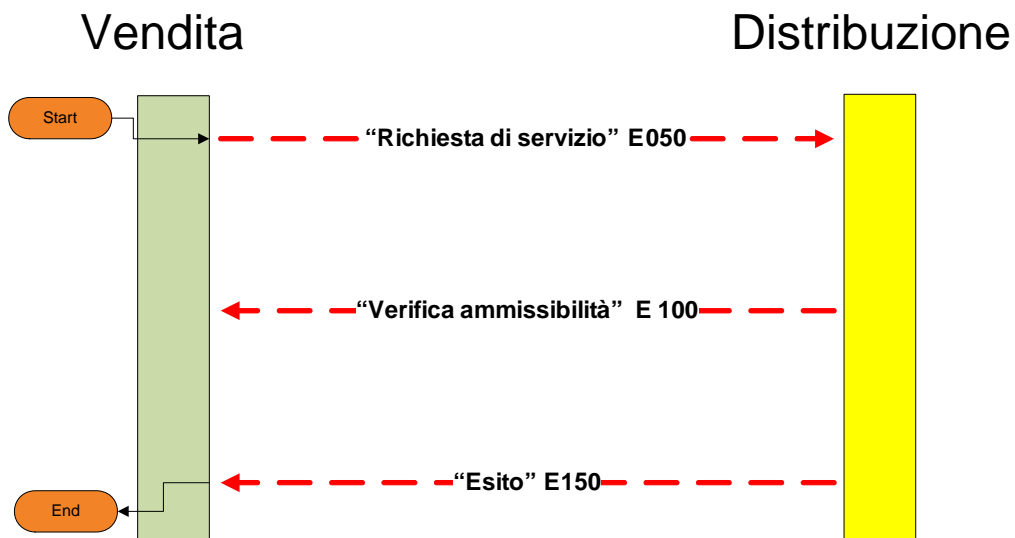 Vendita
Distribuzione
Start
“Richiesta di servizio” E050
“Verifica ammissibilità” E 100
“Esito” E150
End